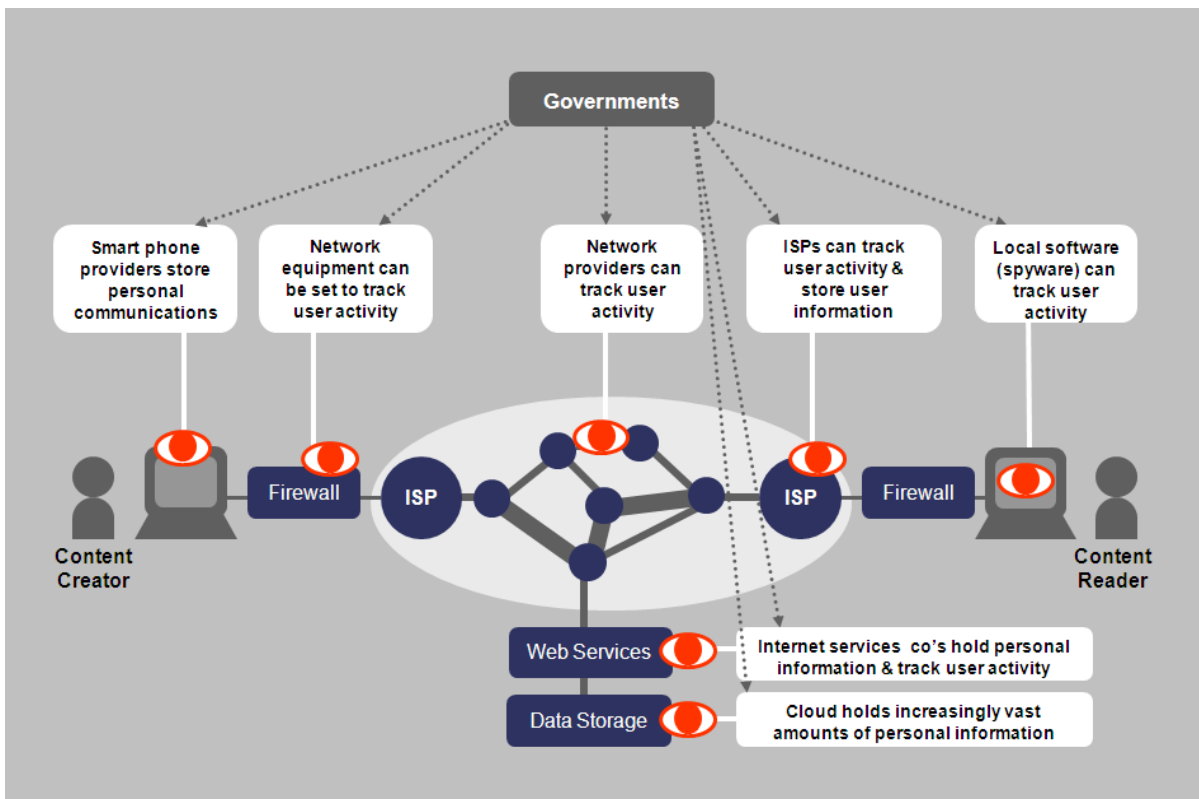 Governments
Smart phone
providers store
personal
communications
Network
equipment can
be set to track
user activity
Network
providers can
track user
activity
ISPs can track
user activity &
store user
information
Local software
(spyware) can
track user
activity
Content
Creator
Firewall
ISP
ISP
Firewall
Content
Reader
Web Services
Internet services co's hold personal
information & track user activity
Data Storage
Cloud holds increasingly vast
amounts of personal information